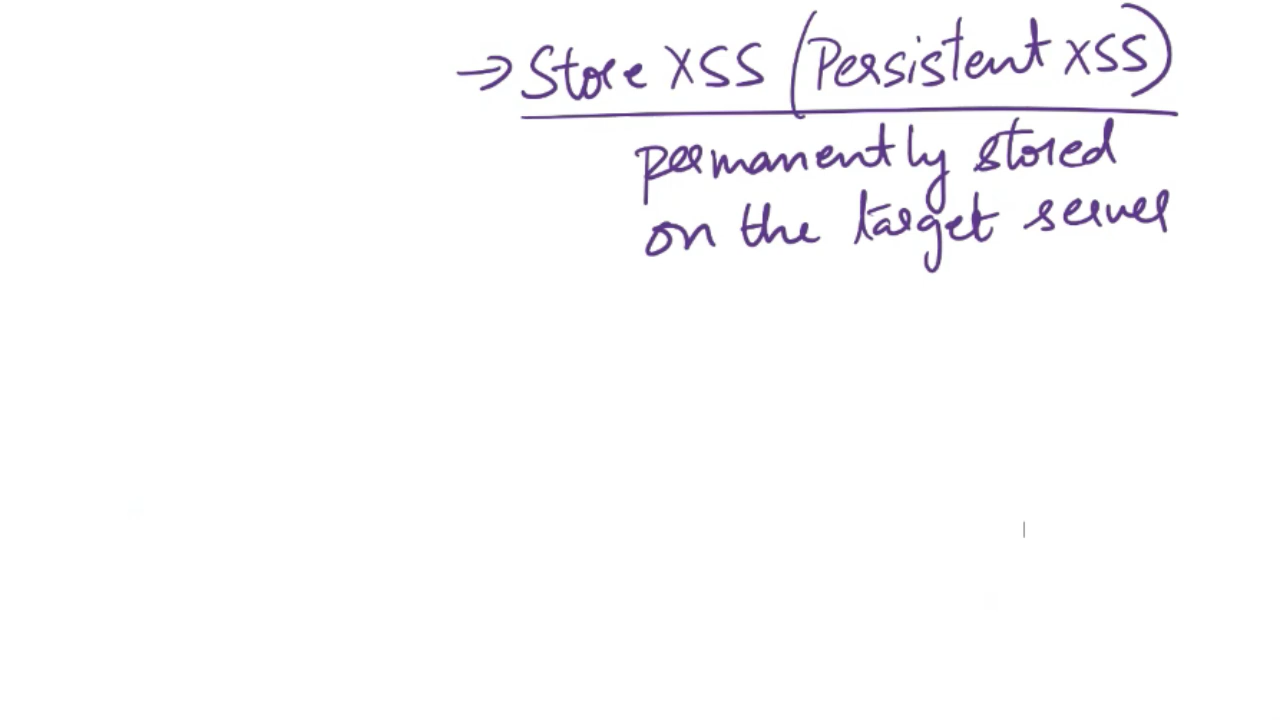 → Store XSS (Persistent XSS)
permanently stored
on the target server